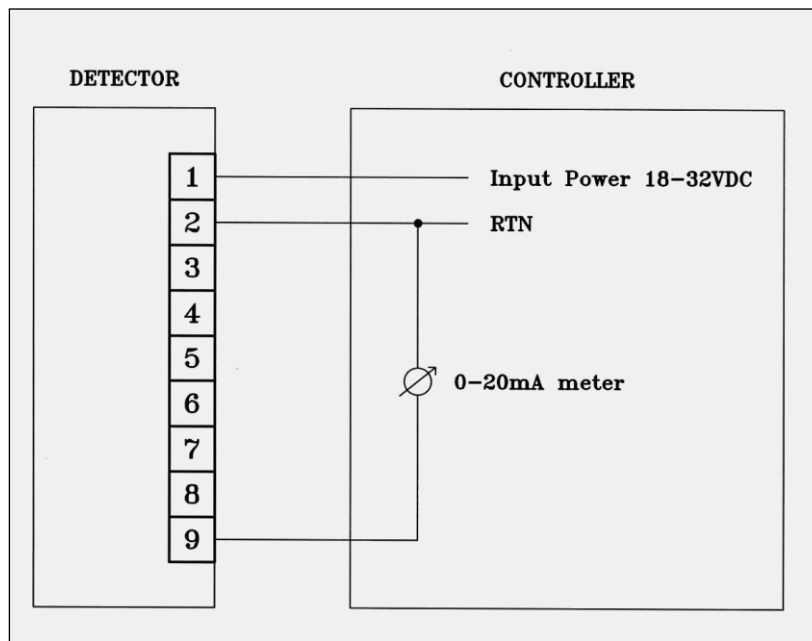 DETECTOR
CONTROLLER
1
Input Power 18-32VDC
2
RTN
3
4
5
0-20mA meter
6
7
8
9